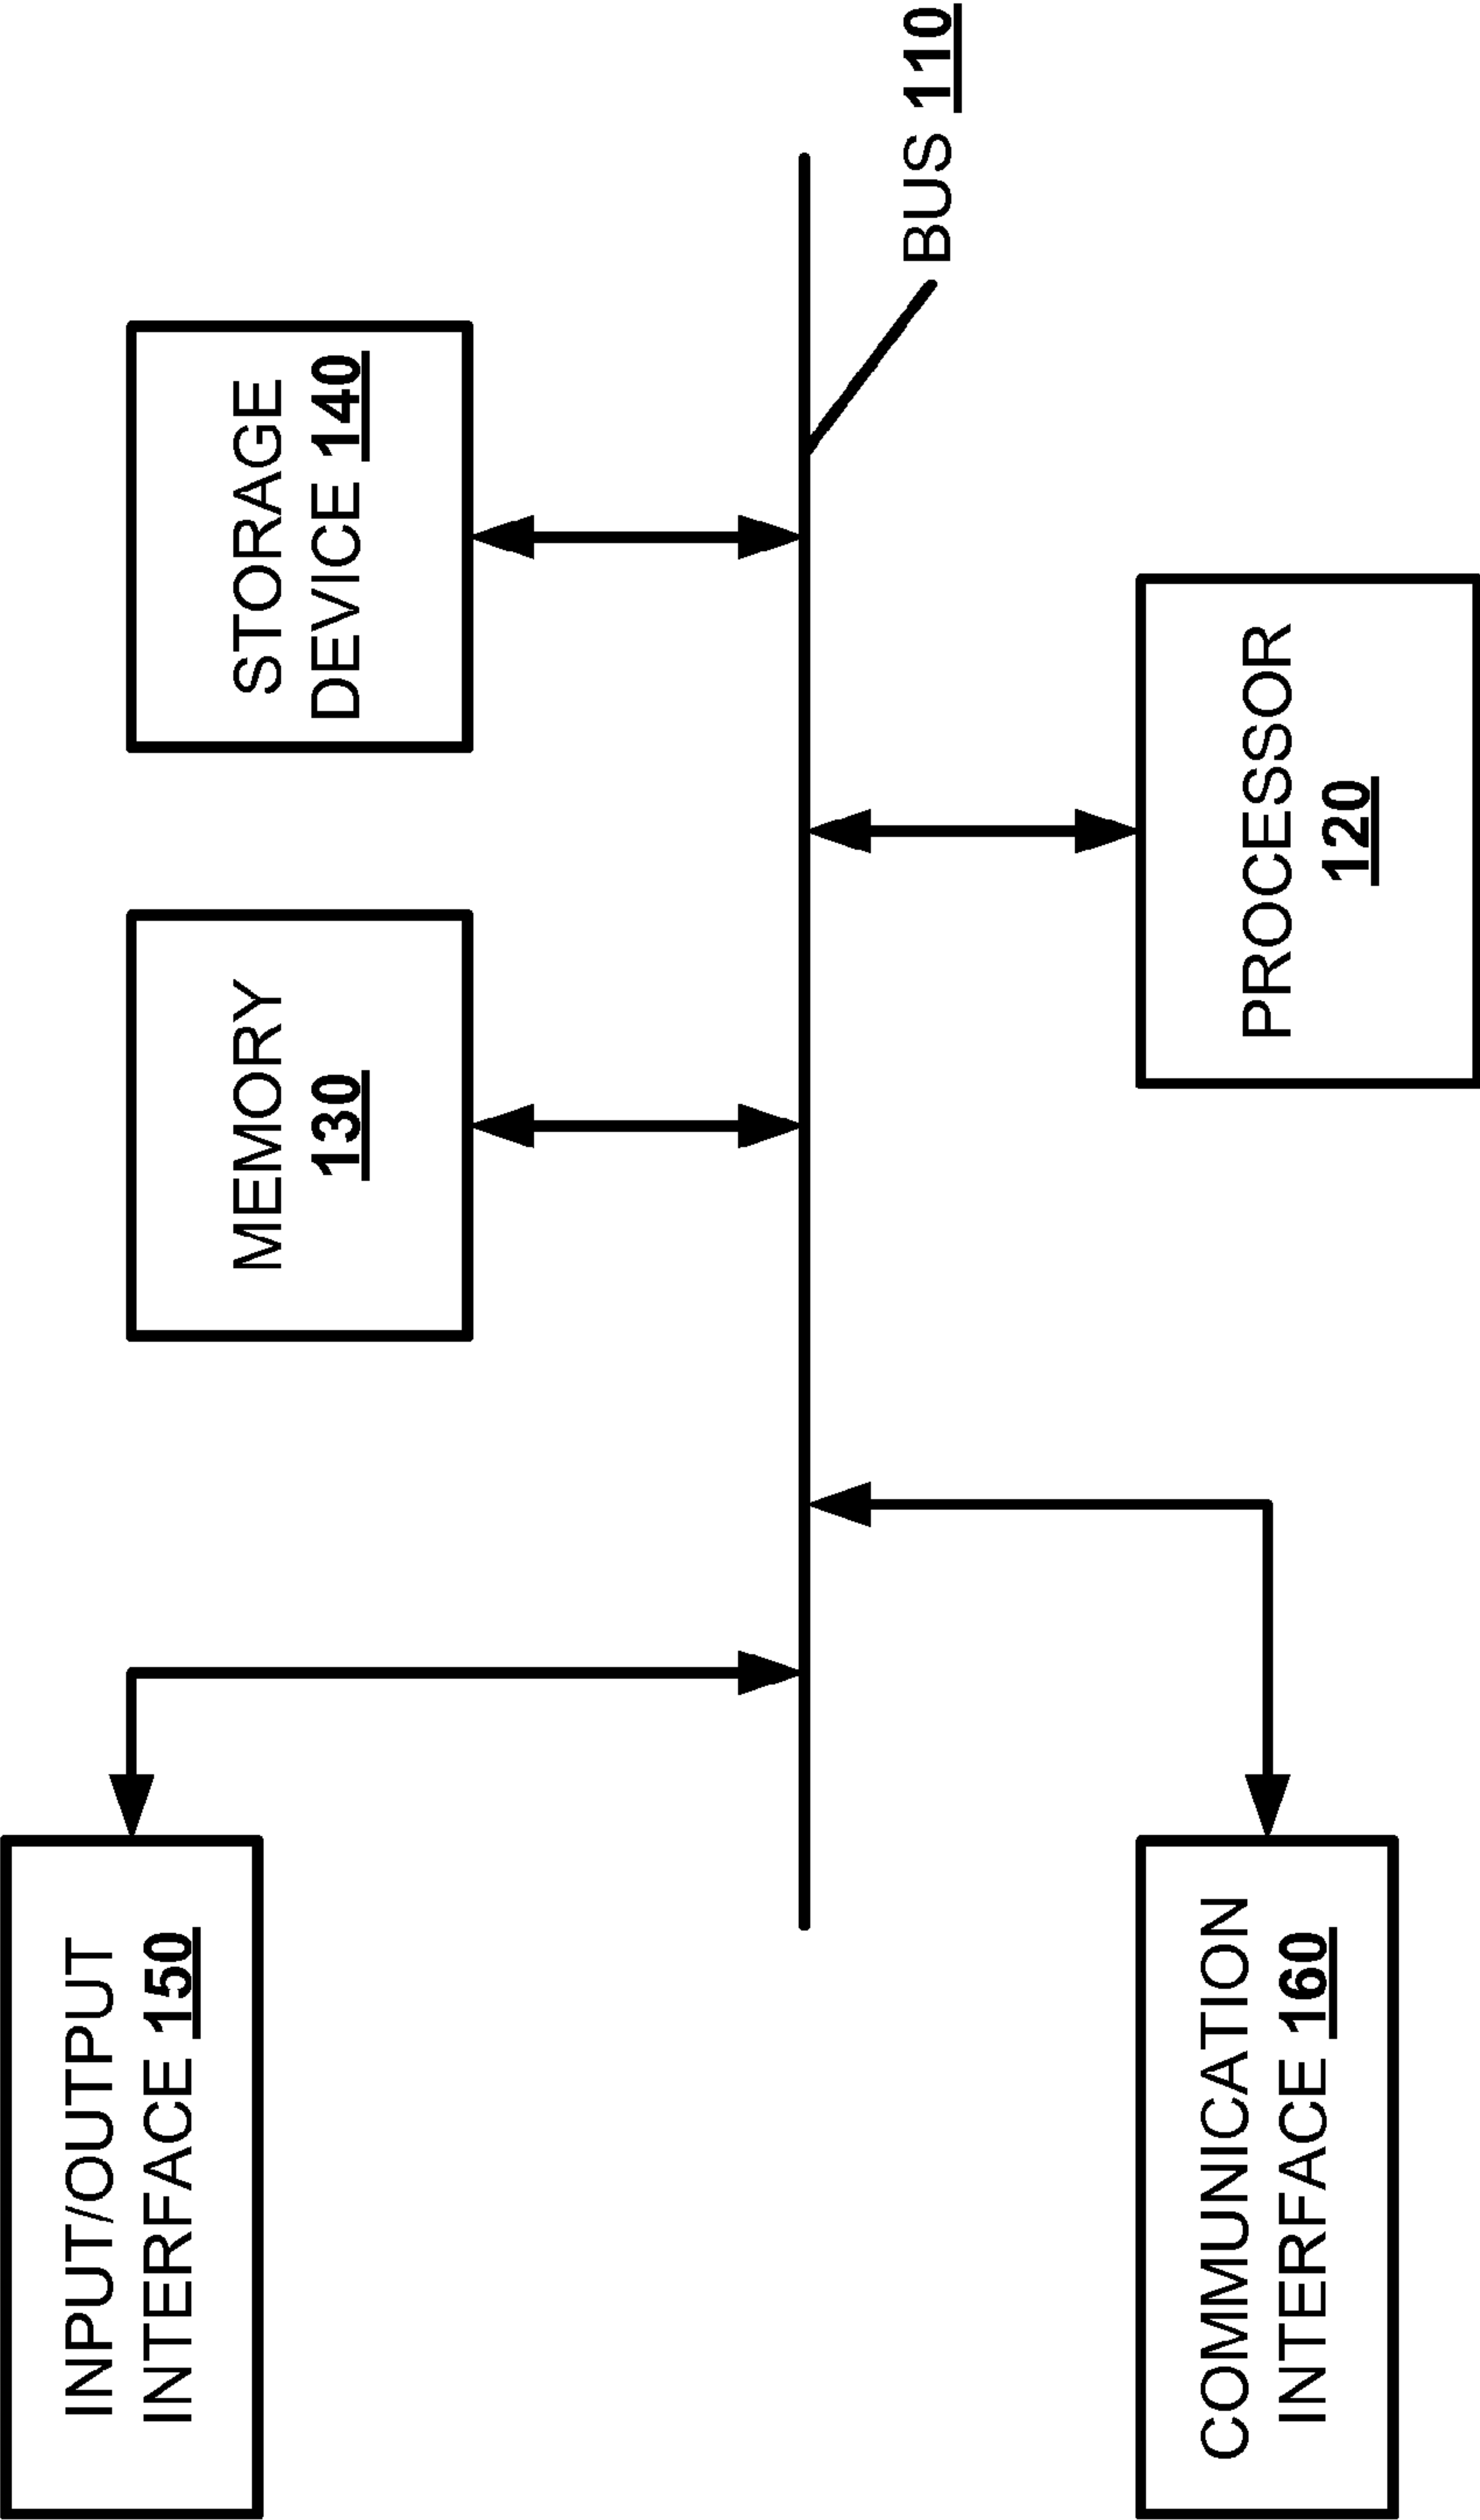 INPUT/OUTPUT
INTERFACE 150
MEMORY
130
STORAGE
DEVICE 140
BUS 110
COMMUNICATION
INTERFACE 160
PROCESSOR
120